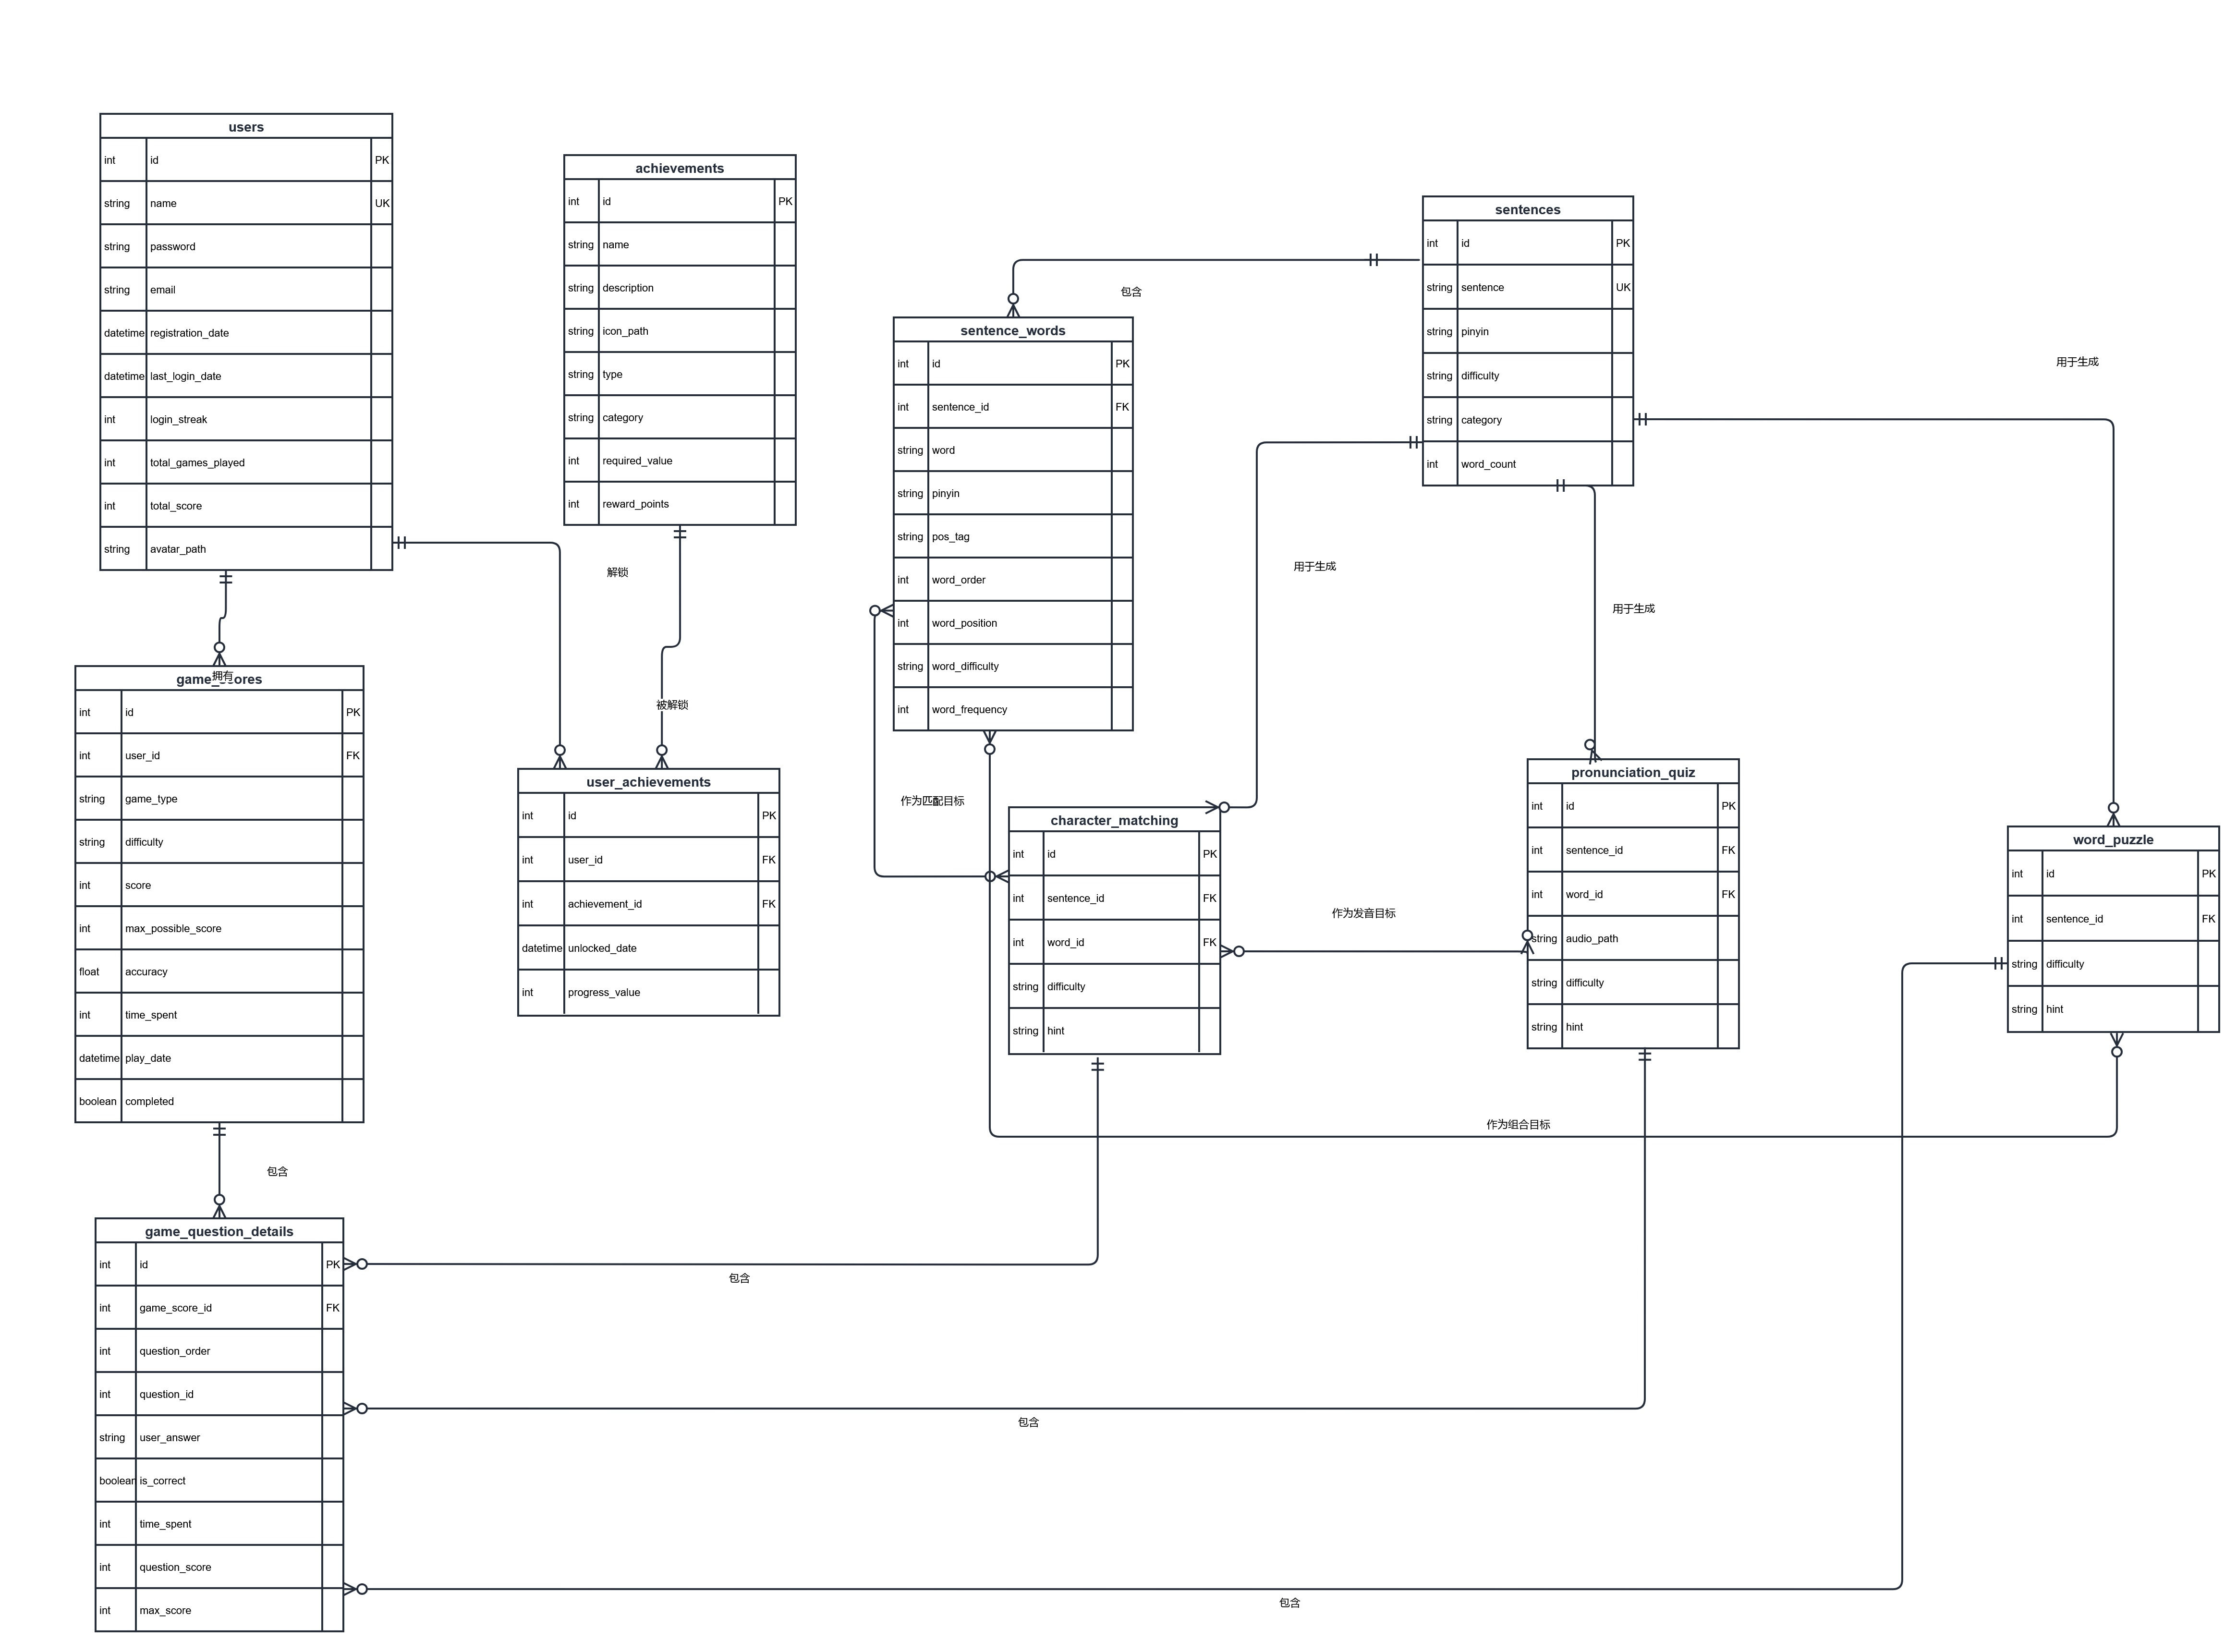 users
int id PK
string name UK
string password
string email
datetime registration_date
datetime last_login_date
int login_streak
int total_games_played
int total_score
string avatar_path
achievements
int id PK
string name
string description
string icon_path
string type
string category
int required_value
int reward_points
sentences
int id PK
string sentence UK
string pinyin
string difficulty
string category
int word_count
包含
sentence_words
int id PK
int sentence_id FK
string word
string pinyin
string pos_tag
int word_order
int word_position
string word_difficulty
int word_frequency
用于生成
用于生成
用于生成
解锁
被解锁
拥有
game_scores
int id PK
int user_id FK
string game_type
string difficulty
int score
int max_possible_score
float accuracy
int time_spent
datetime play_date
boolean completed
user_achievements
int id PK
int user_id FK
int achievement_id FK
datetime unlocked_date
int progress_value
作为匹配目标
character_matching
int id PK
int sentence_id FK
int word_id FK
string difficulty
string hint
作为发音目标
pronunciation_quiz
int id PK
int sentence_id FK
int word_id FK
string audio_path
string difficulty
string hint
word_puzzle
int id PK
int sentence_id FK
string difficulty
string hint
作为组合目标
包含
game_question_details
int id PK
int game_score_id FK
int question_order
int question_id
string user_answer
boolean is_correct
int time_spent
int question_score
int max_score
包含
包含
包含